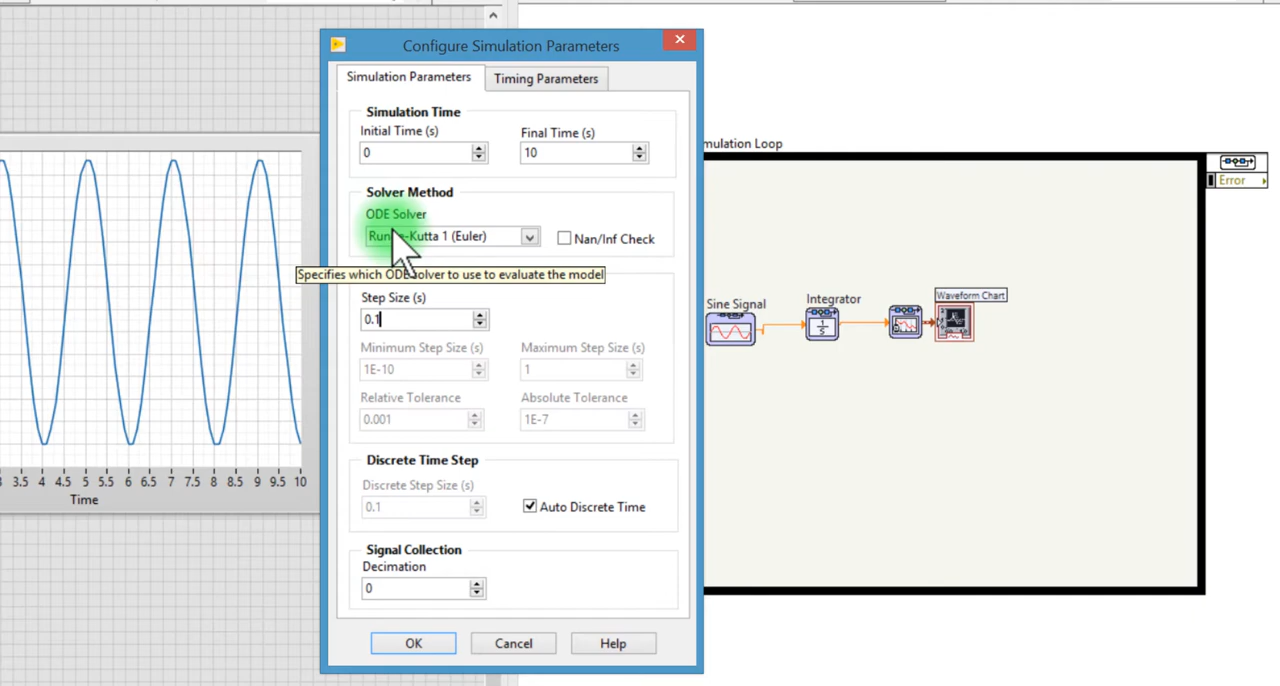 Configure Simulation Parameters
Simulation Parameters
Timing Parameters
Simulation Time
Initial Time (s)
Final Time (s)
0
10
Solver Method
ODE Solver
Runge-Kutta 1 (Euler)
Nan/Inf Check
Specifies which ODE solver to use to evaluate the model
Step Size (s)
0.1
Minimum Step Size (s)
Maximum Step Size (s)
1E-10
1
Relative Tolerance
Absolute Tolerance
0.001
1E-7
Discrete Time Step
Discrete Step Size (s)
0.1
Auto Discrete Time
Signal Collection
Decimation
0
OK
Cancel
Help
3.5 4 4.5 5 5.5 6 6.5 7 7.5 8 8.5 9 9.5 10
Time
mulation Loop
Error
Sine Signal
Integrator
1
s
Waveform Chart